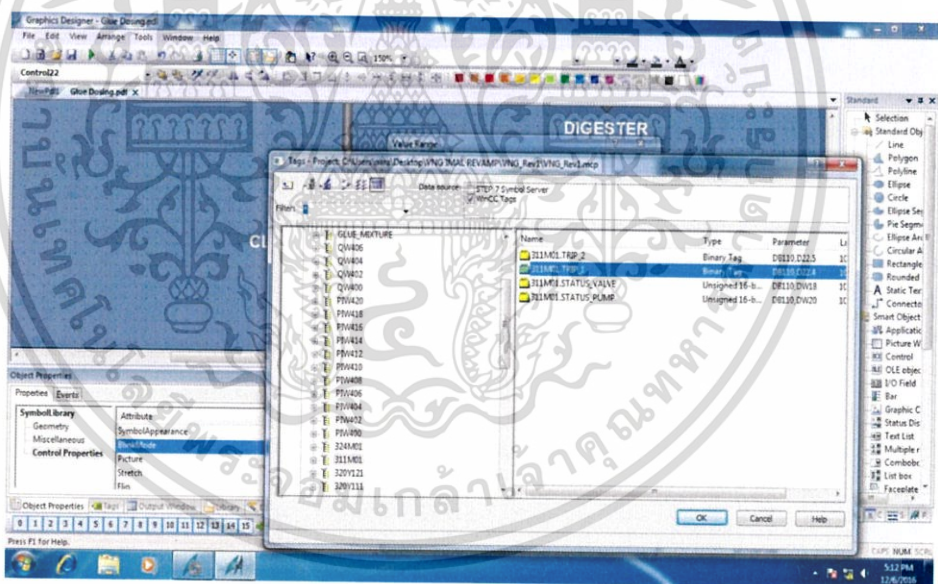 Graphics Designer - Glue Dosing.pdl
File Edit View Arrange Tools Window Help
150%
Control22
NewPdl1 Glue Dosing.pdl x
DIGESTER
Value Range
Tags - Project: C:\Users\
Desktop\VNG TMAL REVAMP\VNG_Rev1\VNG_Rev1.mcp
Data source:
STEP 7 Symbol Server
WinCC Tags
Filter:
GLUE_MIXTURE
QW406
QW404
QW402
QW400
PIW420
PIW418
PIW416
PIW414
PIW412
PIW410
PIW408
PIW406
PIW404
PIW402
PIW400
324M01
311M01
320Y121
320Y111
Name Type Parameter
311M01.TRIP_2 Binary Tag DB110,D22.5
311M01.TRIP_1 Binary Tag DB110,D22.4
311M01.STATUS_VALVE Unsigned 16-b... DB110,DW18
311M01.STATUS_PUMP Unsigned 16-b... DB110,DW20
OK Cancel Help
Standard
Selection
Standard Obj
Line
Polygon
Polyline
Ellipse
Circle
Ellipse Seg
Pie Segme
Ellipse Arc
Circular A
Rectangle
Rounded
Static Tex
Connecto
Smart Object
Applicatic
Picture W
Control
OLE objec
I/O Field
Bar
Graphic C
Status Dis
Text List
Multiple r
Combobo
List box
Faceplate
Object Properties
Properties Events
SymbolLibrary
Geometry
Miscellaneous
Control Properties
Attribute
SymbolAppearance
BlinkMode
Picture
Stretch
Flip
Object Properties Tags Output Window Library
0 1 2 3 4 5 6 7 8 9 10 11 12 13 14 15
Press F1 for Help.
CAPS NUM SCRL
5:12 PM
12/6/2016